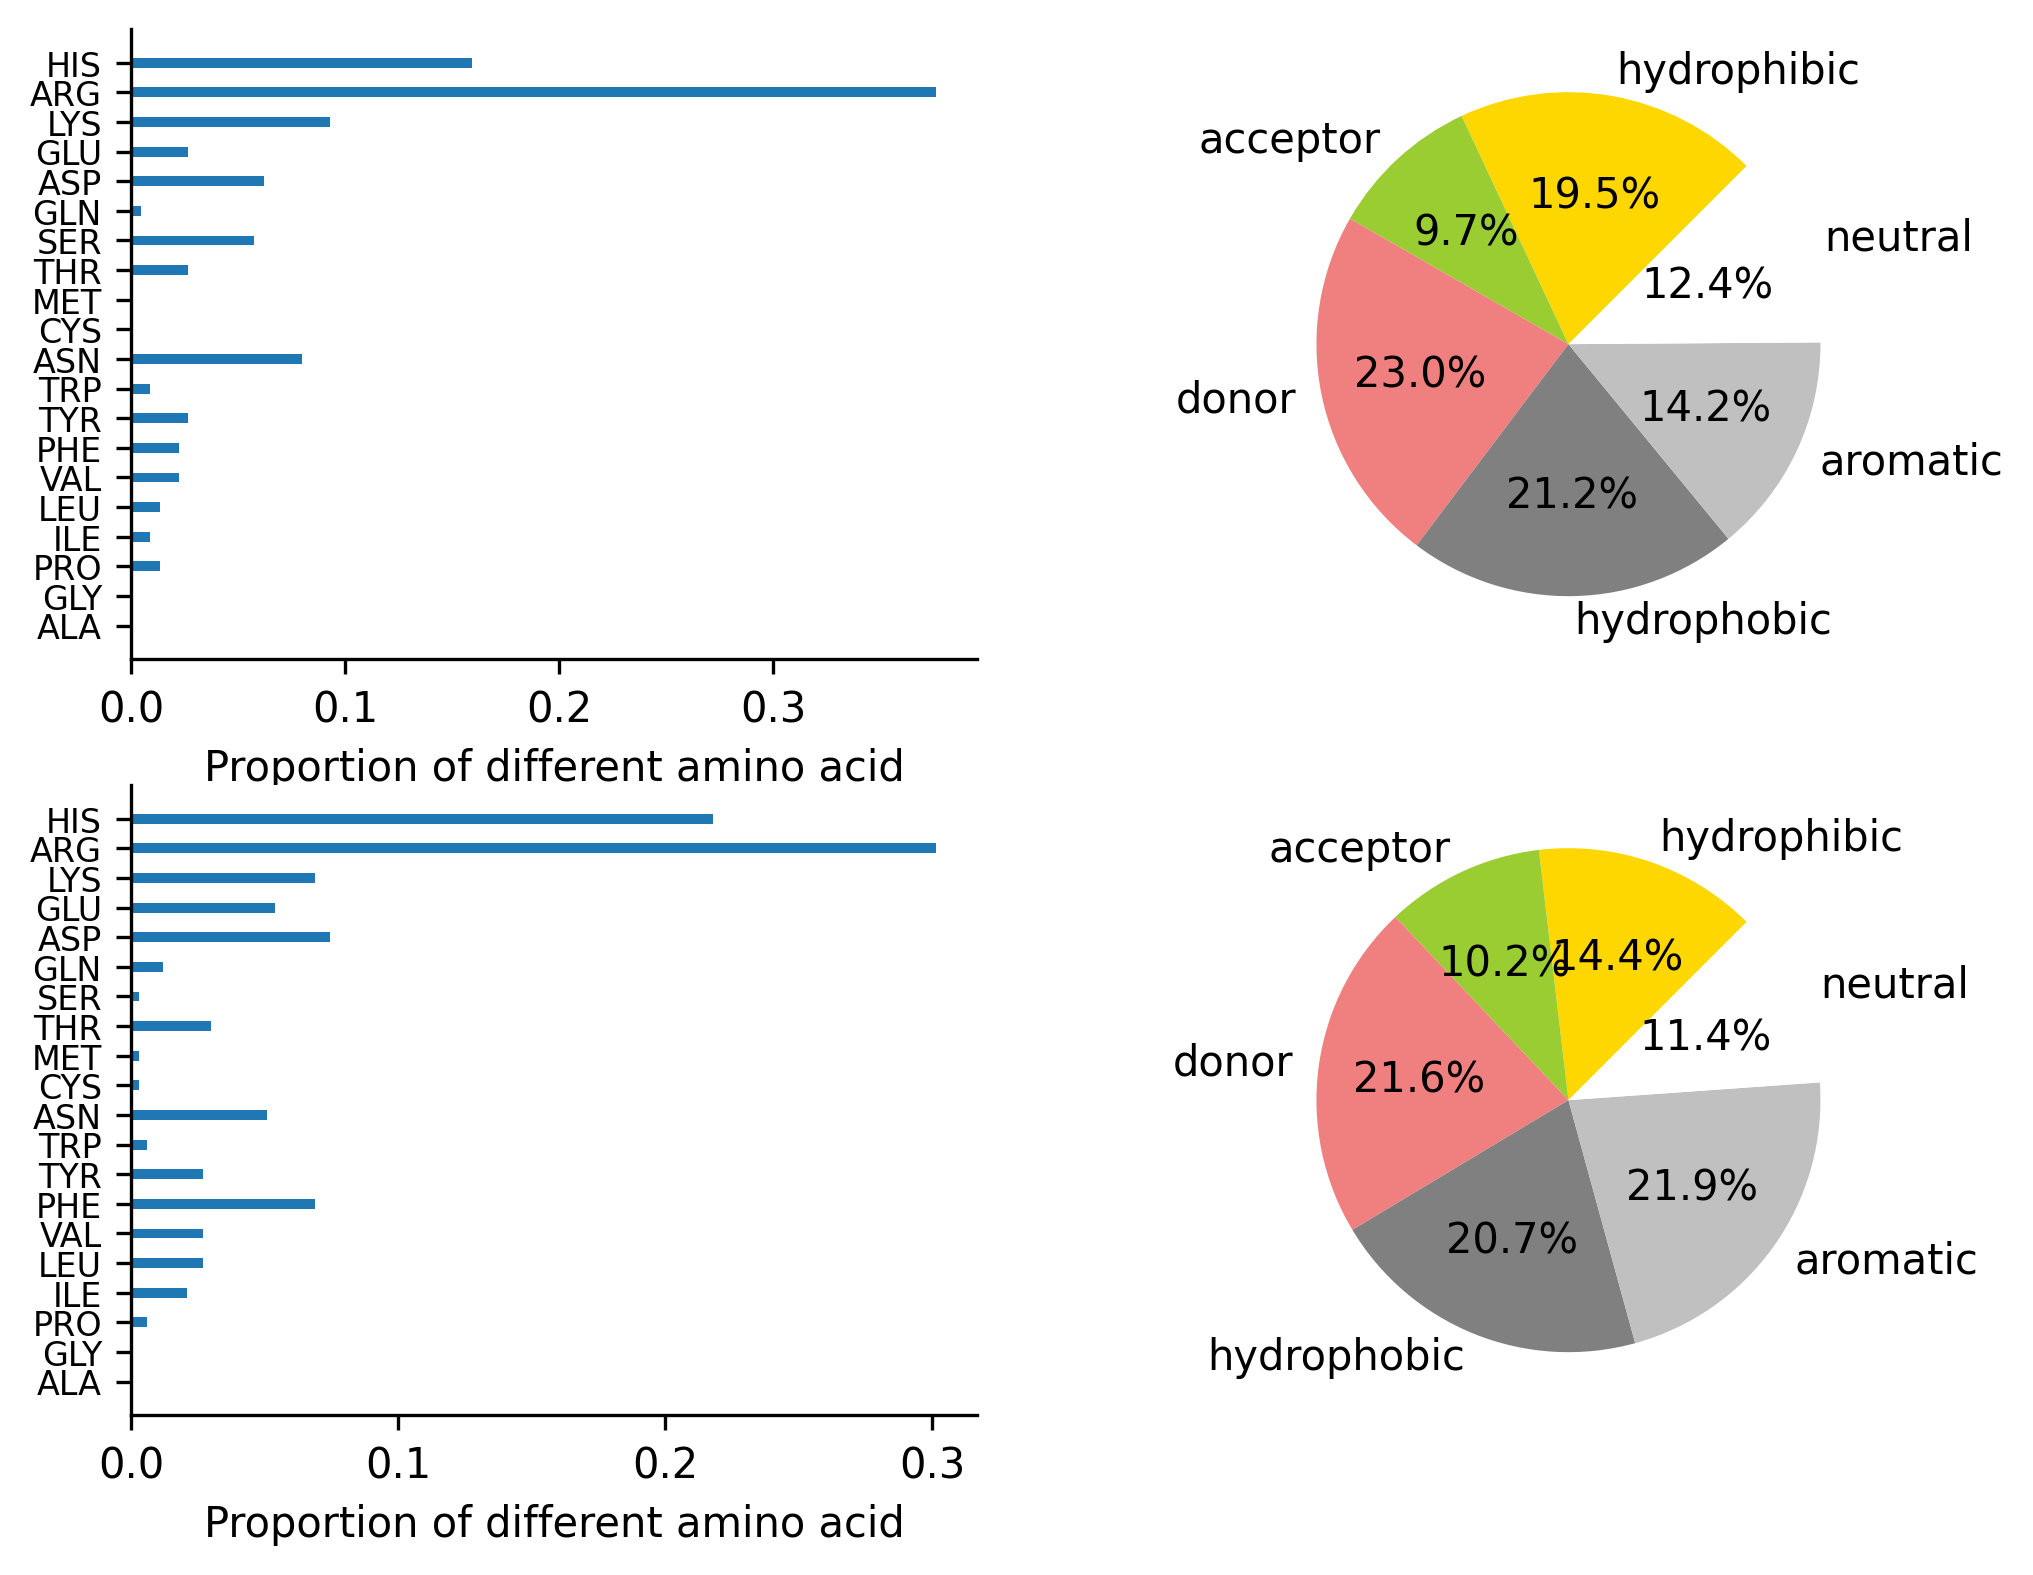 HIS
ARG
LYS
GLU
ASP
GLN
SER
THR
MET
CYS
ASN
TRP
TYR
PHE
VAL
LEU
ILE
PRO
GLY
ALA
0.0 0.1 0.2 0.3
Proportion of different amino acid
hydrophibic
acceptor
19.5%
9.7%
neutral
12.4%
donor
23.0%
14.2%
aromatic
21.2%
hydrophobic
HIS
ARG
LYS
GLU
ASP
GLN
SER
THR
MET
CYS
ASN
TRP
TYR
PHE
VAL
LEU
ILE
PRO
GLY
ALA
0.0 0.1 0.2 0.3
Proportion of different amino acid
hydrophibic
acceptor
14.4%
10.2%
neutral
11.4%
donor
21.6%
21.9%
20.7%
aromatic
hydrophobic